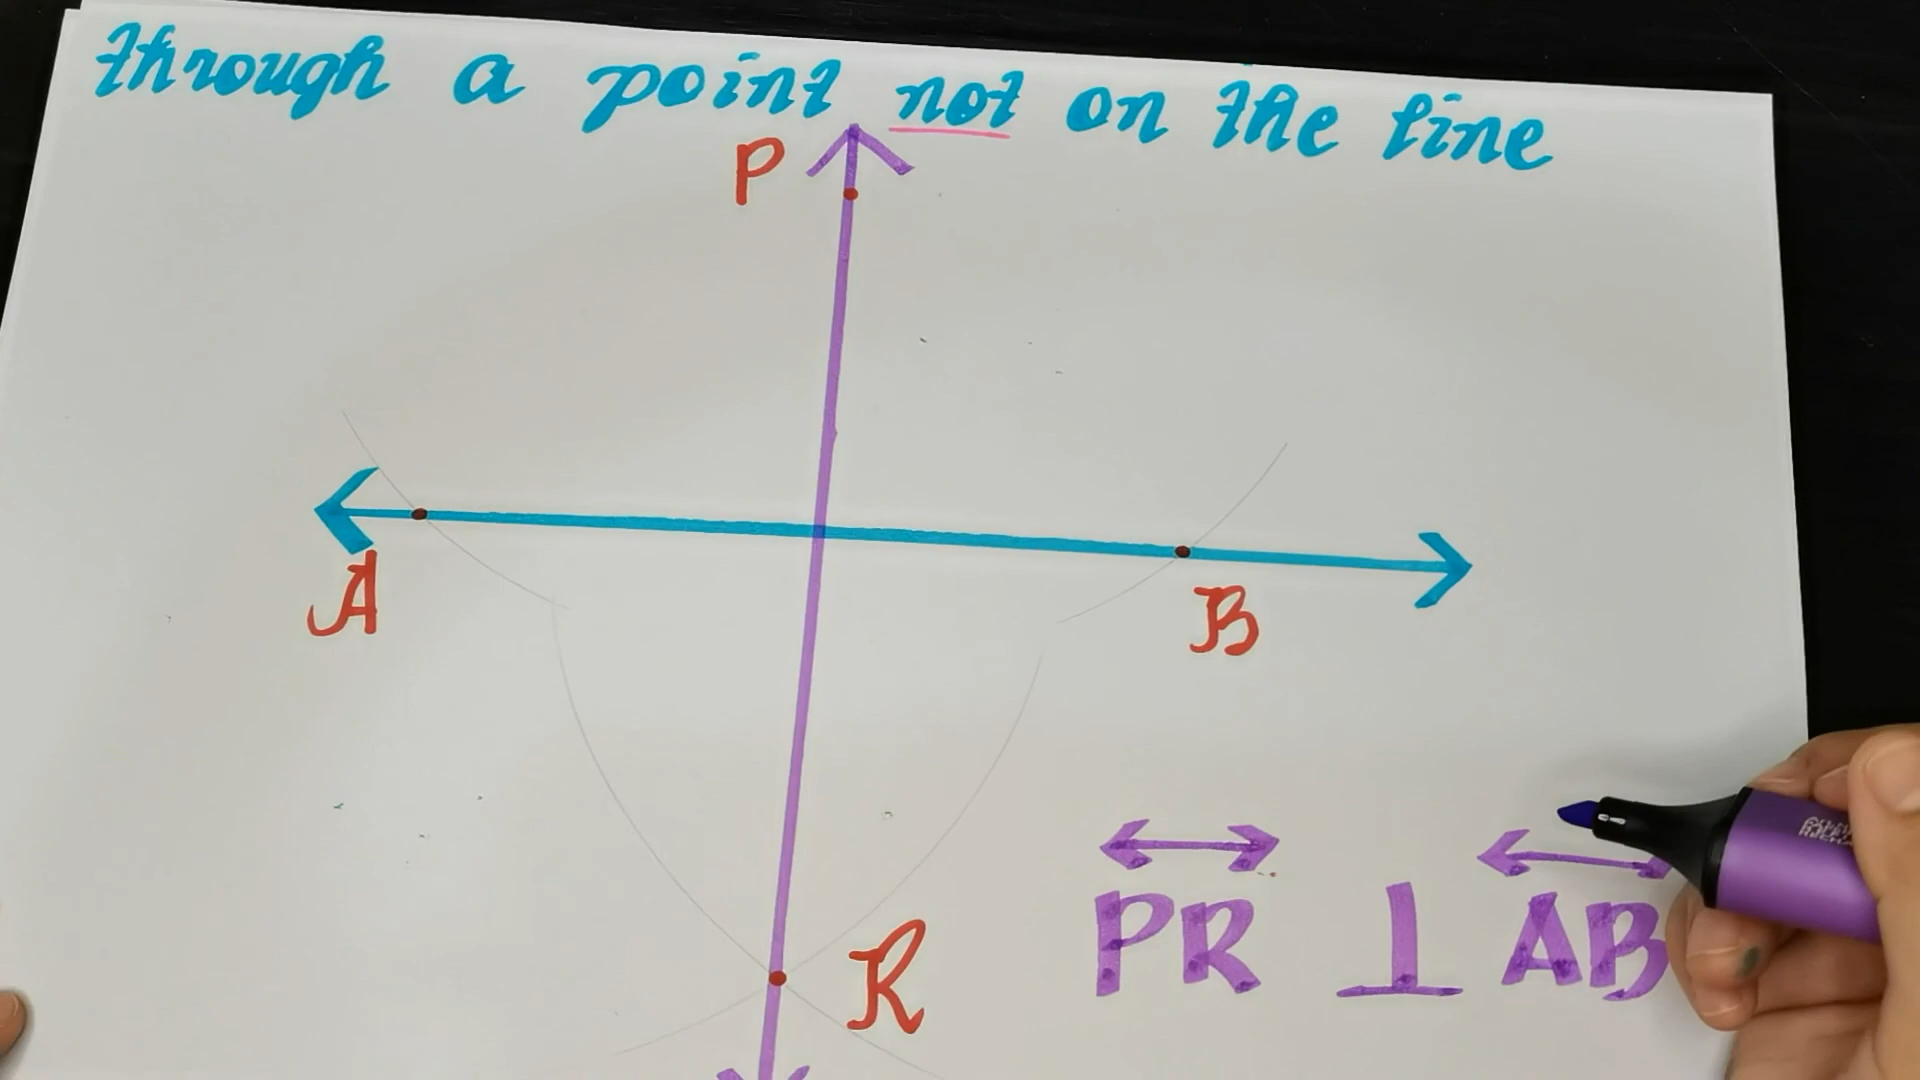 through a point not on the line
P
A
B
R
PR ⊥ AB